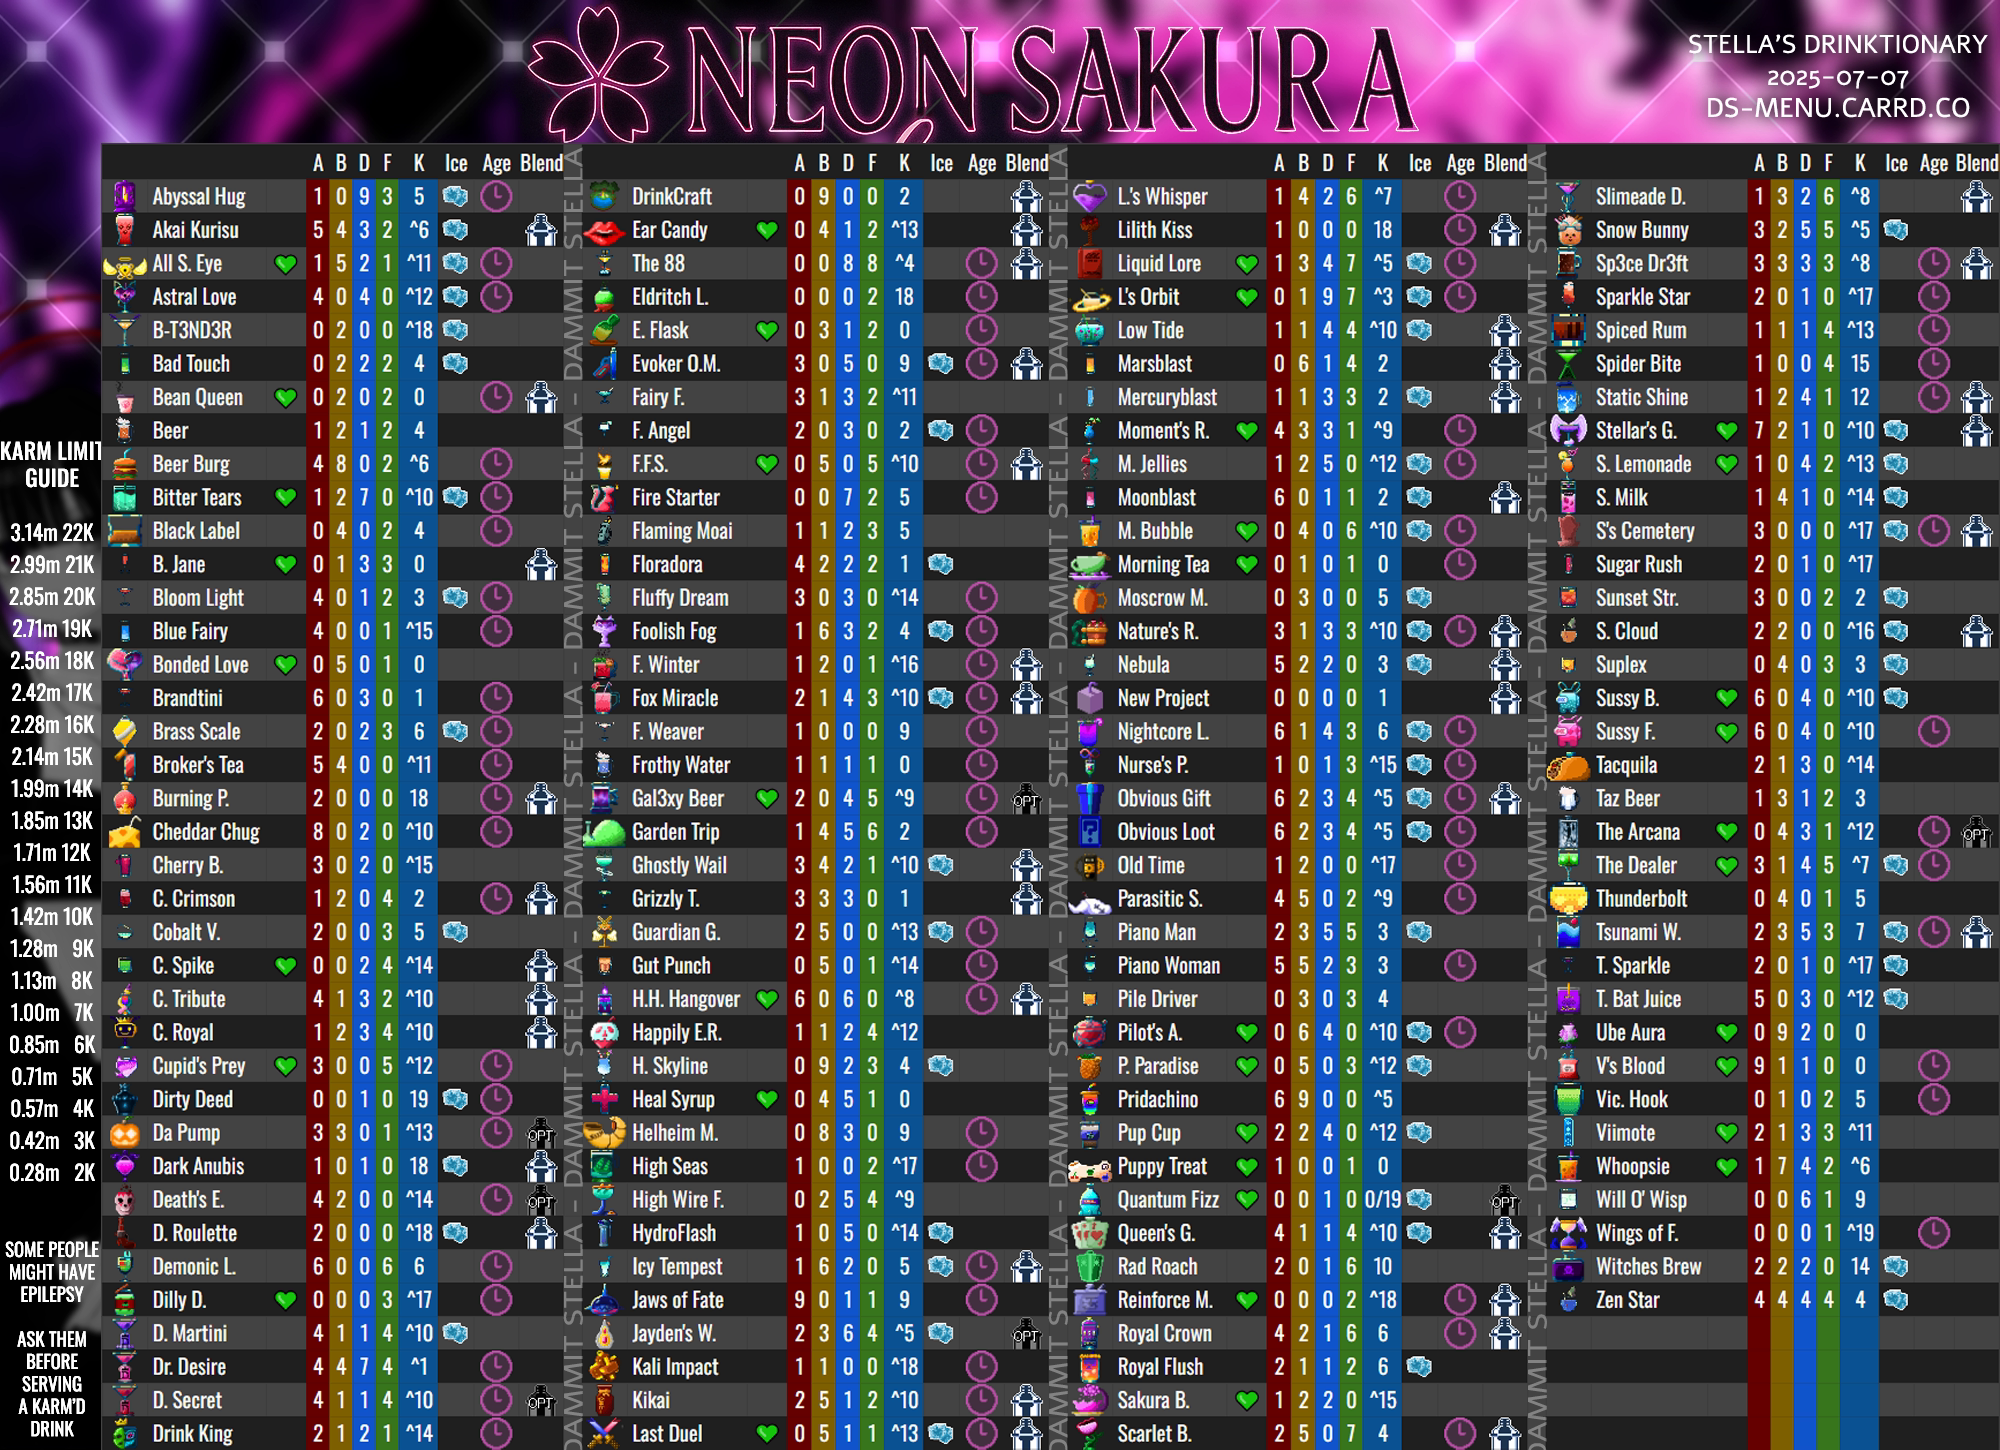 NEON SAKURA
STELLA'S DRINKTIONARY
2025-07-07
DS-MENU.CARRD.CO
KARM LIMIT
GUIDE
3.14m 22K
2.99m 21K
2.85m 20K
2.71m 19K
2.56m 18K
2.42m 17K
2.28m 16K
2.14m 15K
1.99m 14K
1.85m 13K
1.71m 12K
1.56m 11K
1.42m 10K
1.28m 9K
1.13m 8K
1.00m 7K
0.85m 6K
0.71m 5K
0.57m 4K
0.42m 3K
0.28m 2K
SOME PEOPLE
MIGHT HAVE
EPILEPSY
ASK THEM
BEFORE
SERVING
A KARM'D
DRINK
A B D F K Ice Age Blend
Abyssal Hug 1 0 9 3 5
Akai Kurisu 5 4 3 2 ^6
All S. Eye 1 5 2 1 ^11
Astral Love 4 0 4 0 ^12
B-T3ND3R 0 2 0 0 ^18
Bad Touch 0 2 2 2 4
Bean Queen 0 2 0 2 0
Beer 1 2 1 2 4
Beer Burg 4 8 0 2 ^6
Bitter Tears 1 2 7 0 ^10
Black Label 0 4 0 2 4
B. Jane 0 1 3 3 0
Bloom Light 4 0 1 2 3
Blue Fairy 4 0 0 1 ^15
Bonded Love 0 5 0 1 0
Brandtini 6 0 3 0 1
Brass Scale 2 0 2 3 6
Broker's Tea 5 4 0 0 ^11
Burning P. 2 0 0 0 18
Cheddar Chug 8 0 2 0 ^10
Cherry B. 3 0 2 0 ^15
C. Crimson 1 2 0 4 2
Cobalt V. 2 0 0 3 5
C. Spike 0 0 2 4 ^14
C. Tribute 4 1 3 2 ^10
C. Royal 1 2 3 4 ^10
Cupid's Prey 3 0 0 5 ^12
Dirty Deed 0 0 1 0 19
Da Pump 3 3 0 1 ^13 OPT
Dark Anubis 1 0 1 0 18
Death's E. 4 2 0 0 ^14 OPT
D. Roulette 2 0 0 0 ^18
Demonic L. 6 0 0 6 6
Dilly D. 0 0 0 3 ^17
D. Martini 4 1 1 4 ^10
Dr. Desire 4 4 7 4 ^1
D. Secret 4 1 1 4 ^10 OPT
Drink King 2 1 2 1 ^14
DAMMIT STELLA - DAMMIT STELLA - DAMMIT STELLA - DAMMIT STELLA
A B D F K Ice Age Blend
DrinkCraft 0 9 0 0 2
Ear Candy 0 4 1 2 ^13
The 88 0 0 8 8 ^4
Eldritch L. 0 0 0 2 18
E. Flask 0 3 1 2 0
Evoker O.M. 3 0 5 0 9
Fairy F. 3 1 3 2 ^11
F. Angel 2 0 3 0 2
F.F.S. 0 5 0 5 ^10
Fire Starter 0 0 7 2 5
Flaming Moai 1 1 2 3 5
Floradora 4 2 2 2 1
Fluffy Dream 3 0 3 0 ^14
Foolish Fog 1 6 3 2 4
F. Winter 1 2 0 1 ^16
Fox Miracle 2 1 4 3 ^10
F. Weaver 1 0 0 0 9
Frothy Water 1 1 1 1 0
Gal3xy Beer 2 0 4 5 ^9 OPT
Garden Trip 1 4 5 6 2
Ghostly Wail 3 4 2 1 ^10
Grizzly T. 3 3 3 0 1
Guardian G. 2 5 0 0 ^13
Gut Punch 0 5 0 1 ^14
H.H. Hangover 6 0 6 0 ^8
Happily E.R. 1 1 2 4 ^12
H. Skyline 0 9 2 3 4
Heal Syrup 0 4 5 1 0
Helheim M. 0 8 3 0 9
High Seas 1 0 0 2 ^17
High Wire F. 0 2 5 4 ^9
HydroFlash 1 0 5 0 ^14
Icy Tempest 1 6 2 0 5
Jaws of Fate 9 0 1 1 9
Jayden's W. 2 3 6 4 ^5 OPT
Kali Impact 1 1 0 0 ^18
Kikai 2 5 1 2 ^10
Last Duel 0 5 1 1 ^13
DAMMIT STELLA - DAMMIT STELLA - DAMMIT STELLA - DAMMIT STELLA
A B D F K Ice Age Blend
L.'s Whisper 1 4 2 6 ^7
Lilith Kiss 1 0 0 0 18
Liquid Lore 1 3 4 7 ^5
L's Orbit 0 1 9 7 ^3
Low Tide 1 1 4 4 ^10
Marsblast 0 6 1 4 2
Mercuryblast 1 1 3 3 2
Moment's R. 4 3 3 1 ^9
M. Jellies 1 2 5 0 ^12
Moonblast 6 0 1 1 2
M. Bubble 0 4 0 6 ^10
Morning Tea 0 1 0 1 0
Moscrow M. 0 3 0 0 5
Nature's R. 3 1 3 3 ^10
Nebula 5 2 2 0 3
New Project 0 0 0 0 1
Nightcore L. 6 1 4 3 6
Nurse's P. 1 0 1 3 ^15
Obvious Gift 6 2 3 4 ^5
Obvious Loot 6 2 3 4 ^5
Old Time 1 2 0 0 ^17
Parasitic S. 4 5 0 2 ^9
Piano Man 2 3 5 5 3
Piano Woman 5 5 2 3 3
Pile Driver 0 3 0 3 4
Pilot's A. 0 6 4 0 ^10
P. Paradise 0 5 0 3 ^12
Pridachino 6 9 0 0 ^5
Pup Cup 2 2 4 0 ^12
Puppy Treat 1 0 0 1 0
Quantum Fizz 0 0 1 0 0/19 OPT
Queen's G. 4 1 1 4 ^10
Rad Roach 2 0 1 6 10
Reinforce M. 0 0 0 2 ^18
Royal Crown 4 2 1 6 6
Royal Flush 2 1 1 2 6
Sakura B. 1 2 2 0 ^15
Scarlet B. 2 5 0 7 4
DAMMIT STELLA - DAMMIT STELLA - DAMMIT STELLA - DAMMIT STELLA
A B D F K Ice Age Blend
Slimeade D. 1 3 2 6 ^8
Snow Bunny 3 2 5 5 ^5
Sp3ce Dr3ft 3 3 3 3 ^8
Sparkle Star 2 0 1 0 ^17
Spiced Rum 1 1 1 4 ^13
Spider Bite 1 0 0 4 15
Static Shine 1 2 4 1 12
Stellar's G. 7 2 1 0 ^10
S. Lemonade 1 0 4 2 ^13
S. Milk 1 4 1 0 ^14
S's Cemetery 3 0 0 0 ^17
Sugar Rush 2 0 1 0 ^17
Sunset Str. 3 0 0 2 2
S. Cloud 2 2 0 0 ^16
Suplex 0 4 0 3 3
Sussy B. 6 0 4 0 ^10
Sussy F. 6 0 4 0 ^10
Tacquila 2 1 3 0 ^14
Taz Beer 1 3 1 2 3
The Arcana 0 4 3 1 ^12 OPT
The Dealer 3 1 4 5 ^7
Thunderbolt 0 4 0 1 5
Tsunami W. 2 3 5 3 7
T. Sparkle 2 0 1 0 ^17
T. Bat Juice 5 0 3 0 ^12
Ube Aura 0 9 2 0 0
V's Blood 9 1 1 0 0
Vic. Hook 0 1 0 2 5
Viimote 2 1 3 3 ^11
Whoopsie 1 7 4 2 ^6
Will O' Wisp 0 0 6 1 9
Wings of F. 0 0 0 1 ^19
Witches Brew 2 2 2 0 14
Zen Star 4 4 4 4 4